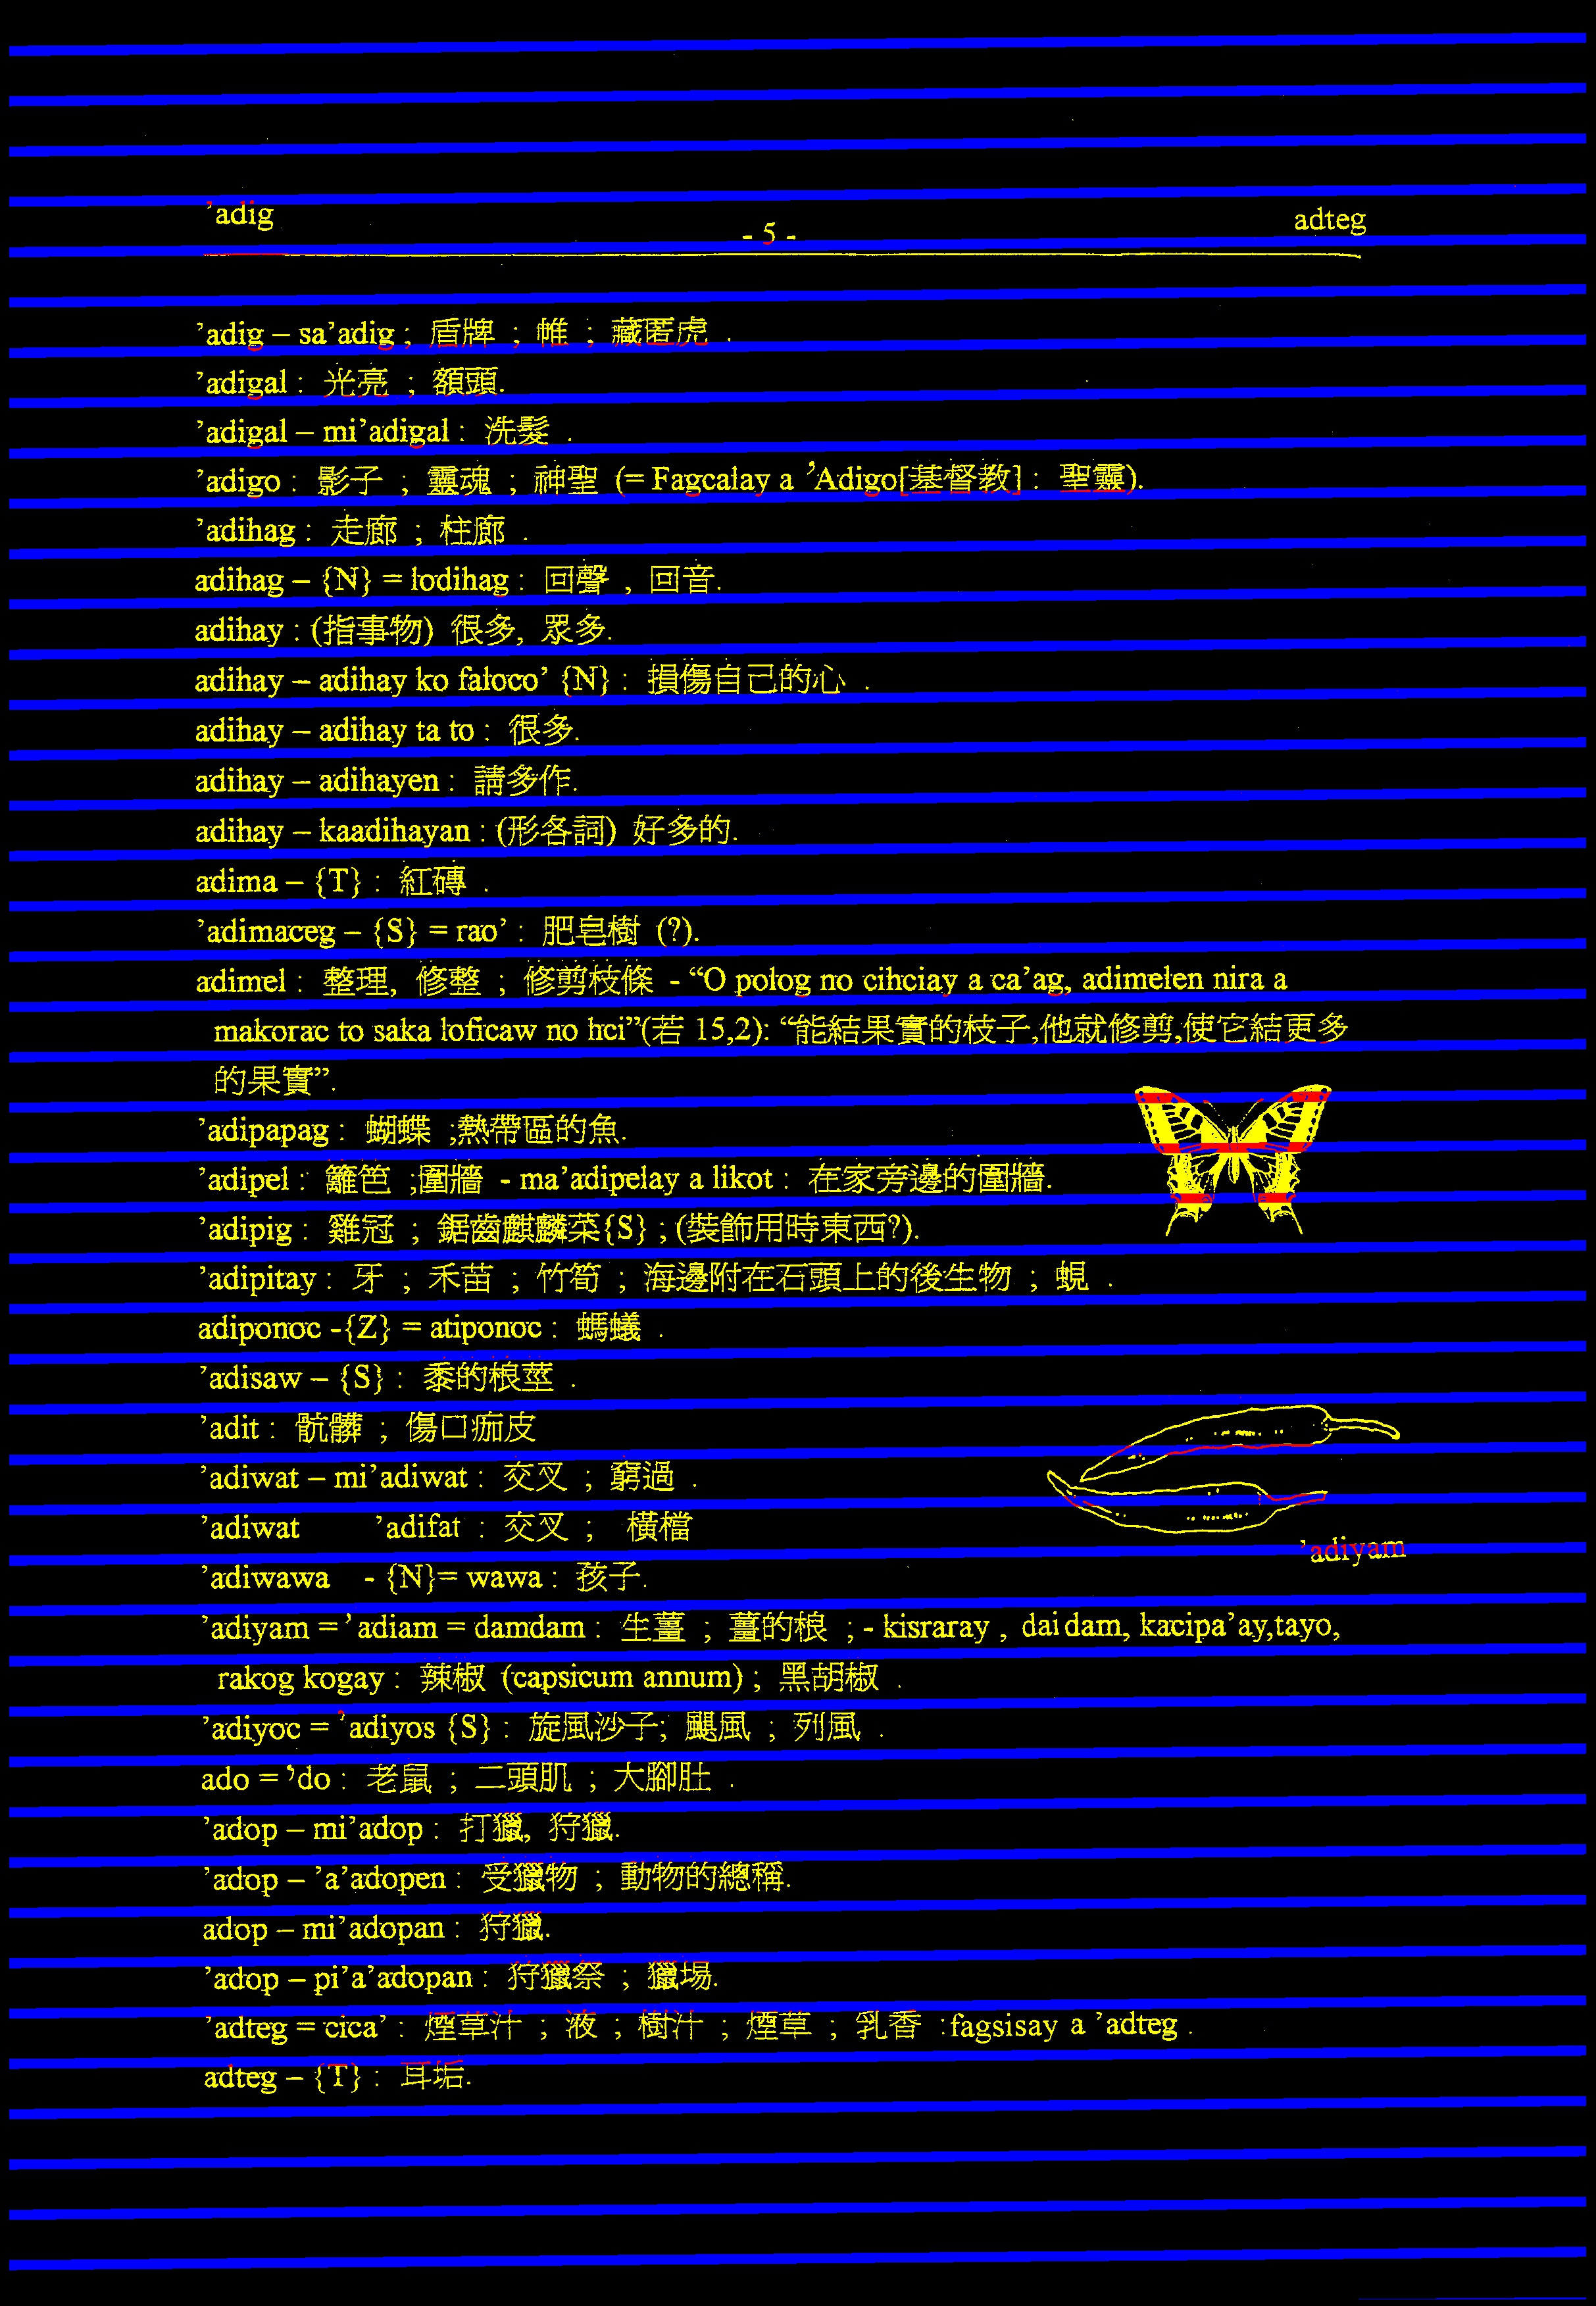 'adig
- 5 -
adteg
'adig – sa'adig ; 盾牌 ; 帷 ; 藏匿虎 .
'adigal : 光亮 ; 額頭.
'adigal – mi'adigal : 洗髮 .
'adigo : 影子 ; 靈魂 ; 神聖 (= Fagcalay a 'Adigo[基督教] : 聖靈).
'adihag : 走廊 ; 柱廊 .
adihag – {N} = lodihag : 回聲 , 回音.
adihay : (指事物) 很多, 眾多.
adihay – adihay ko faloco' {N} : 損傷自己的心 .
adihay – adihay ta to : 很多.
adihay – adihayen : 請多作.
adihay – kaadihayan : (形各詞) 好多的.
adima – {T} : 紅磚 .
'adimaceg – {S} = rao' : 肥皂樹 (?).
adimel : 整理, 修整 ; 修剪枝條 - “O polog no cihciay a ca'ag, adimelen nira a
makorac to saka loficaw no hci”(若 15,2): “能結果實的枝子,他就修剪,使它結更多
的果實”.
'adipapag : 蝴蝶 ;熱帶區的魚.
'adipel : 籬笆 ;圍牆 - ma'adipelay a likot : 在家旁邊的圍牆.
'adipig : 雞冠 ; 鋸齒麒麟菜{S} ; (裝飾用時東西?).
'adipitay : 牙 ; 禾苗 ; 竹筍 ; 海邊附在石頭上的後生物 ; 蜆 .
adiponoc -{Z} = atiponoc : 螞蟻 .
'adisaw – {S} : 黍的根莖 .
'adit : 骯髒 ; 傷口痂皮
'adiwat – mi'adiwat : 交叉 ; 窮過 .
'adiwat 'adifat : 交叉 ; 橫檔
'adiyam
'adiwawa - {N}= wawa : 孩子.
'adiyam = 'adiam = damdam : 生薑 ; 薑的根 ; - kisraray , daidam, kacipa'ay,tayo,
rakog kogay : 辣椒 (capsicum annum) ; 黑胡椒 .
'adiyoc = 'adiyos {S} : 旋風沙子; 颶風 ; 列風 .
ado = 'do : 老鼠 ; 二頭肌 ; 大腳肚 .
'adop – mi'adop : 打獵, 狩獵.
'adop – 'a'adopen : 受獵物 ; 動物的總稱.
adop – mi'adopan : 狩獵.
'adop – pi'a'adopan : 狩獵祭 ; 獵場.
'adteg = cica' : 煙草汁 ; 液 ; 樹汁 ; 煙草 ; 乳香 :fagsisay a 'adteg .
adteg – {T} : 耳垢.